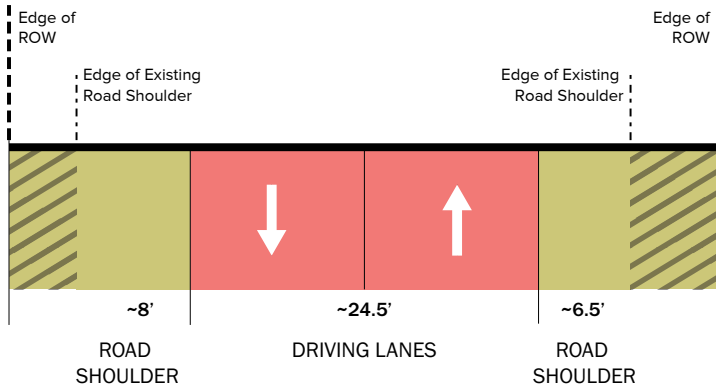 Edge of
ROW
Edge of
ROW
Edge of Existing
Road Shoulder
Edge of Existing
Road Shoulder
~8’
~24.5’
~6.5’
ROAD
SHOULDER
DRIVING LANES
ROAD
SHOULDER